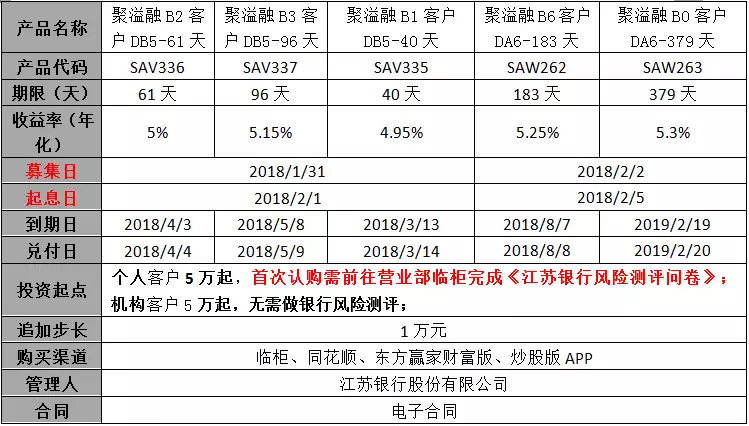 产品名称 聚溢融 B2 客户 DB5-61 天 聚溢融 B3 客户 DB5-96 天 聚溢融 B1 客户 DB5-40 天 聚溢融 B6 客户 DA6-183 天 聚溢融 B0 客户 DA6-379 天
产品代码 SAV336 SAV337 SAV335 SAW262 SAW263
期限（天） 61 天 96 天 40 天 183 天 379 天
收益率（年化） 5% 5.15% 4.95% 5.25% 5.3%
募集日 2018/1/31 2018/2/2
起息日 2018/2/1 2018/2/5
到期日 2018/4/3 2018/5/8 2018/3/13 2018/8/7 2019/2/19
兑付日 2018/4/4 2018/5/9 2018/3/14 2018/8/8 2019/2/20
投资起点 个人客户 5 万起，首次认购需前往营业部临柜完成《江苏银行风险测评问卷》；
机构客户 5 万起，无需做银行风险测评；
追加步长 1 万元
购买渠道 临柜、同花顺、东方赢家财富版、炒股版 APP
管理人 江苏银行股份有限公司
合同 电子合同